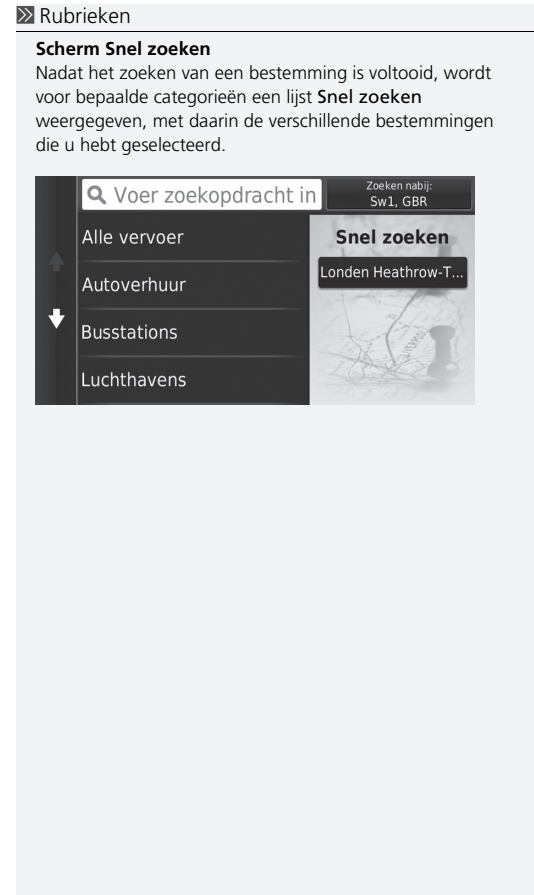 Rubrieken
Scherm Snel zoeken
Nadat het zoeken van een bestemming is voltooid, wordt
voor bepaalde categorieën een lijst Snel zoeken
weergegeven, met daarin de verschillende bestemmingen
die u hebt geselecteerd.
Voer zoekopdracht in
Zoeken nabij:
Sw1, GBR
Alle vervoer
Autoverhuur
Busstations
Luchthavens
Snel zoeken
Londen Heathrow-T...